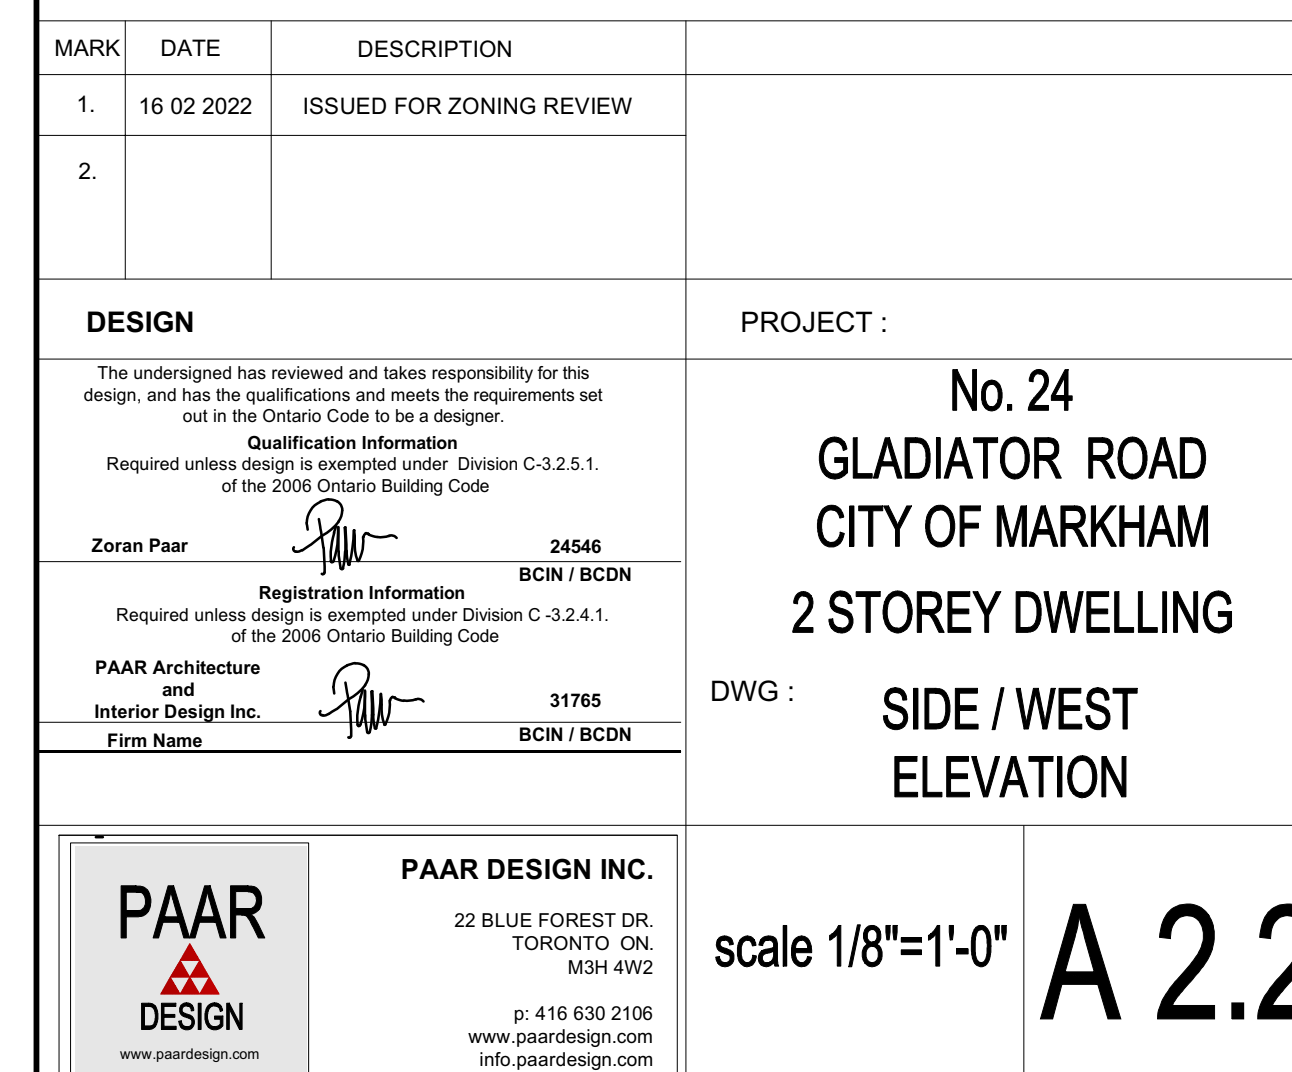 MARK DATE DESCRIPTION
1. 16 02 2022 ISSUED FOR ZONING REVIEW
2.
DESIGN
The undersigned has reviewed and takes responsibility for this
design, and has the qualifications and meets the requirements set
out in the Ontario Code to be a designer.
Qualification Information
Required unless design is exempted under Division C-3.2.5.1.
of the 2006 Ontario Building Code
Zoran Paar Paar 24546
BCIN / BCDN
Registration Information
Required unless design is exempted under Division C -3.2.4.1.
of the 2006 Ontario Building Code
PAAR Architecture
and
Interior Design Inc. Paar 31765
Firm Name BCIN / BCDN
PROJECT :
No. 24
GLADIATOR ROAD
CITY OF MARKHAM
2 STOREY DWELLING
DWG :
SIDE / WEST
ELEVATION
PAAR
DESIGN
www.paardesign.com
PAAR DESIGN INC.
22 BLUE FOREST DR.
TORONTO ON.
M3H 4W2
p: 416 630 2106
www.paardesign.com
info.paardesign.com
scale 1/8"=1'-0"
A 2.2